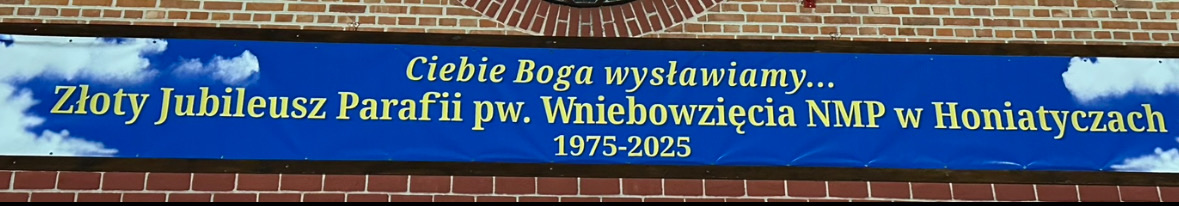 Ciebie Boga wysławiamy...
Złoty Jubileusz Parafii pw. Wniebowzięcia NMP w Honiatyczach
1975-2025